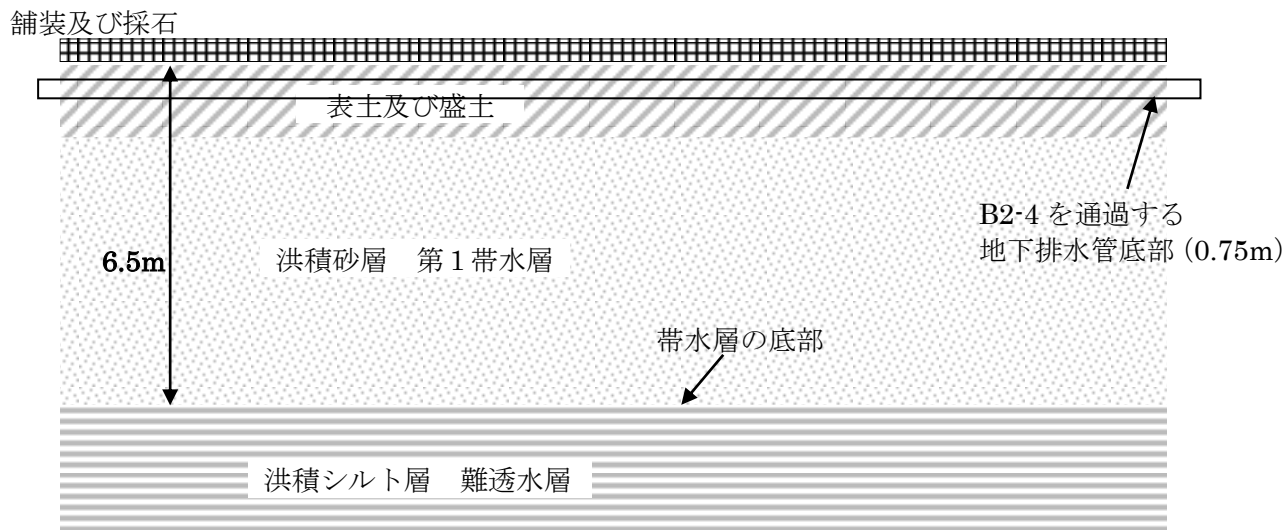 舗装及び採石
表土及び盛土
B2-4 を通過する
地下排水管底部 (0.75m)
6.5m
洪積砂層　第１帯水層
帯水層の底部
洪積シルト層　難透水層